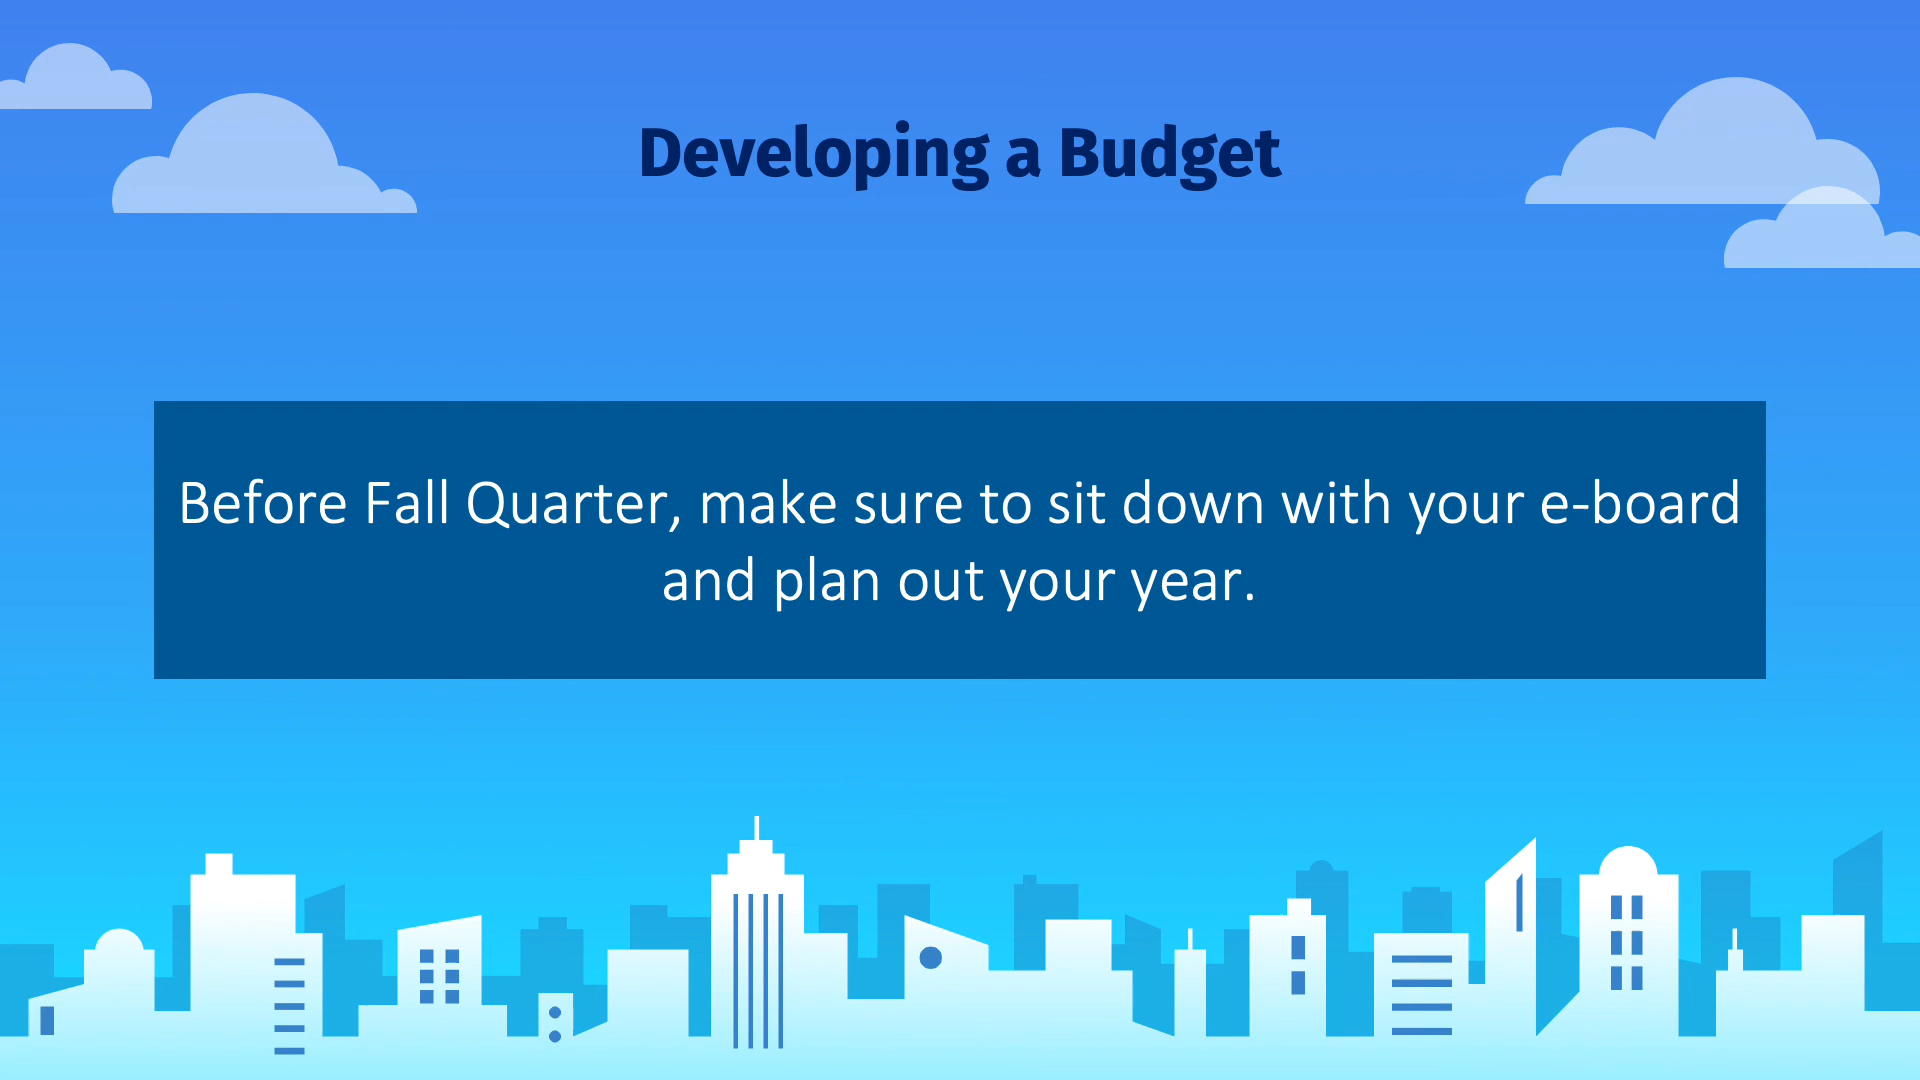 Developing a Budget
Before Fall Quarter, make sure to sit down with your e-board
and plan out your year.